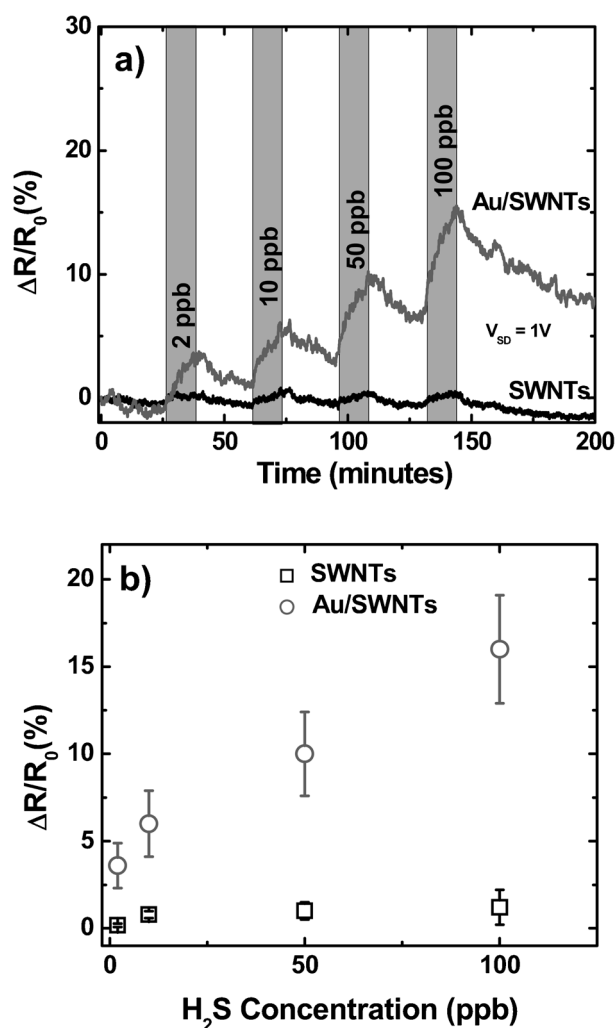 a)
30
20
10
0
ΔR/R₀(%)
2 ppb
10 ppb
50 ppb
100 ppb
Au/SWNTs
V_SD = 1V
SWNTs
0 50 100 150 200
Time (minutes)
b)
SWNTs
Au/SWNTs
20
15
10
5
0
ΔR/R₀(%)
0 50 100
H₂S Concentration (ppb)